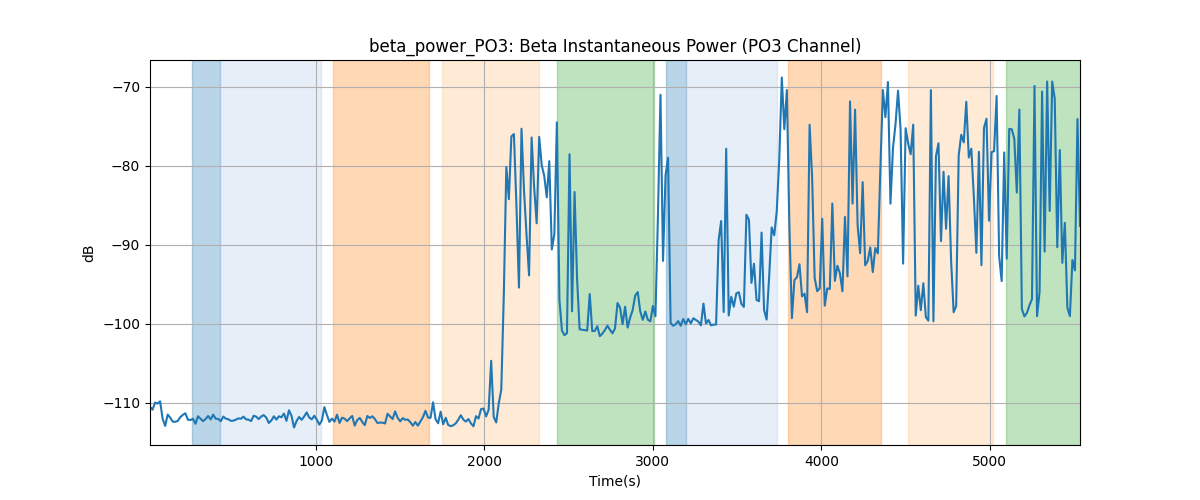 beta_power_PO3: Beta Instantaneous Power (PO3 Channel)
dB
−70
−80
−90
−100
−110
1000 2000 3000 4000 5000
Time(s)